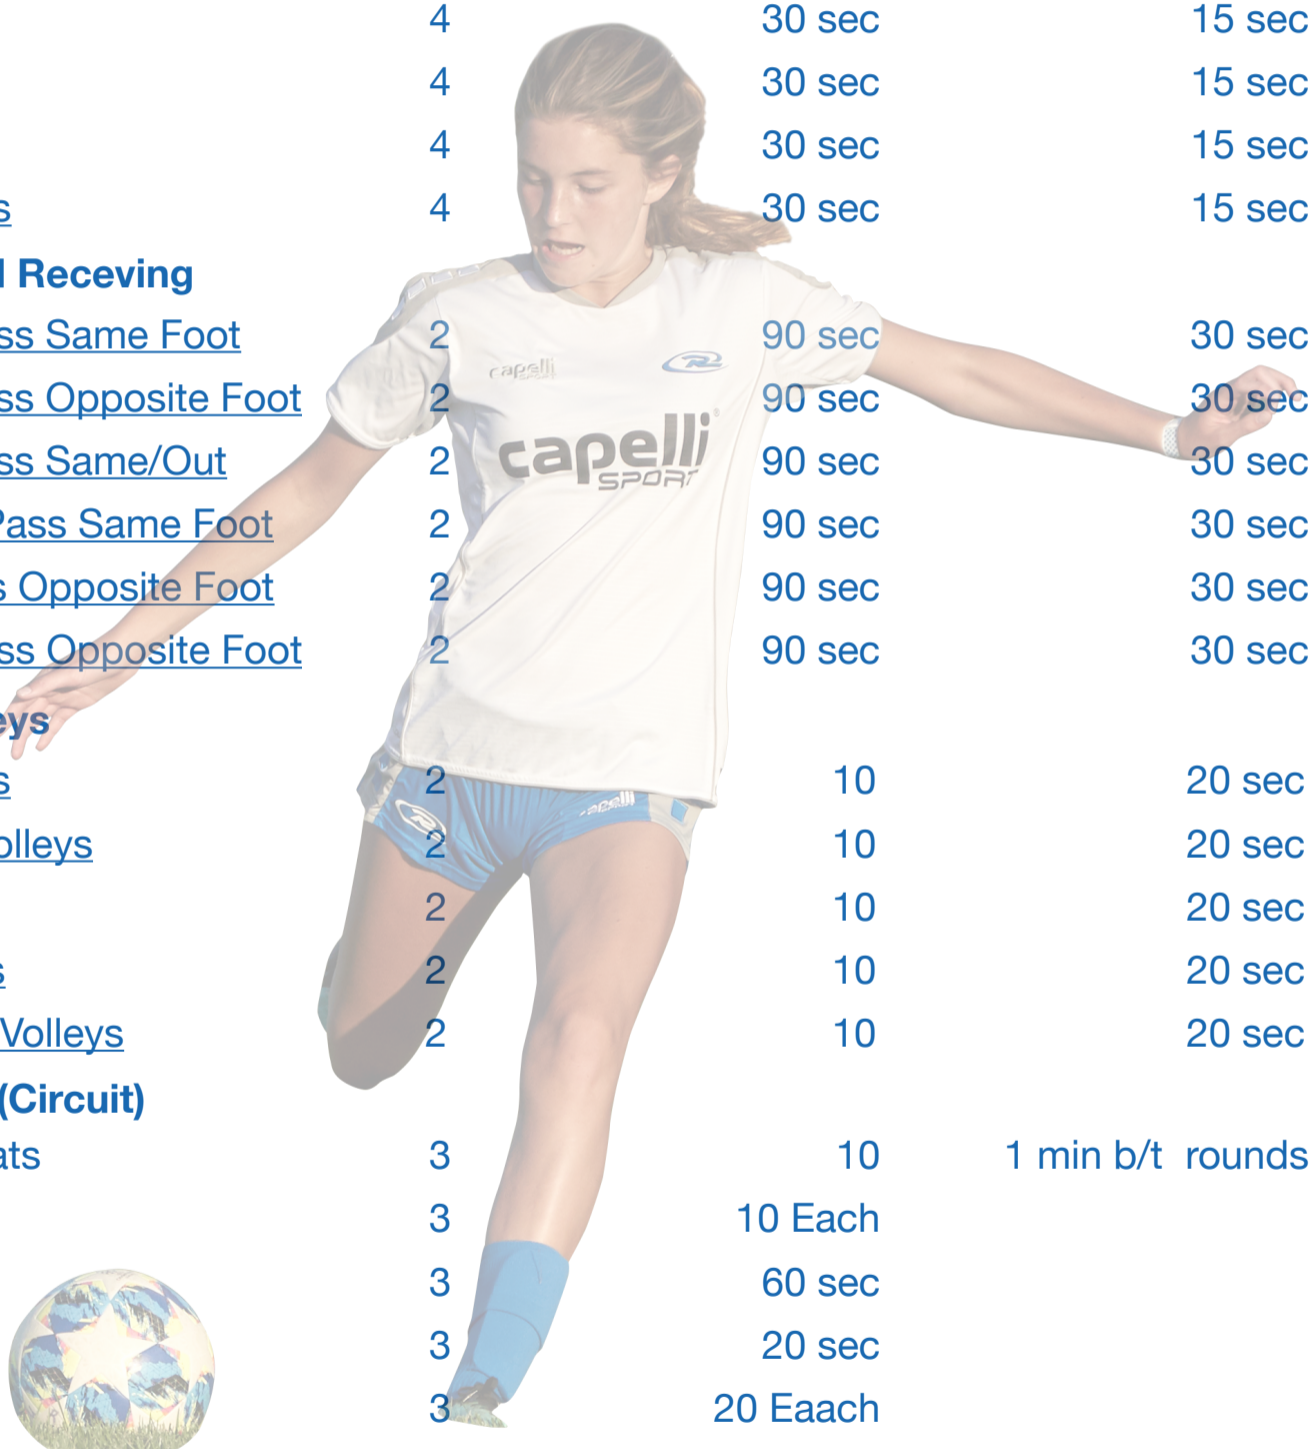 4 30 sec 15 sec
4 30 sec 15 sec
4 30 sec 15 sec
s 4 30 sec 15 sec
l Receving
ss Same Foot 2 90 sec 30 sec
ss Opposite Foot 2 90 sec 30 sec
ss Same/Out 2 90 sec 30 sec
Pass Same Foot 2 90 sec 30 sec
s Opposite Foot 2 90 sec 30 sec
ss Opposite Foot 2 90 sec 30 sec
eys
s 2 10 20 sec
olleys 2 10 20 sec
2 10 20 sec
s 2 10 20 sec
Volleys 2 10 20 sec
(Circuit)
ats 3 10 1 min b/t rounds
3 10 Each
3 60 sec
3 20 sec
3 20 Eaach
capelli
SPORT
R
capelli
SPORT
R
capelli